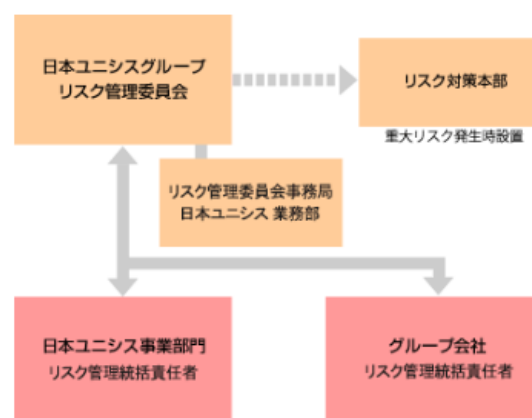 日本ユニシスグループ
リスク管理委員会
リスク対策本部
重大リスク発生時設置
リスク管理委員会事務局
日本ユニシス 業務部
日本ユニシス事業部門
リスク管理統括責任者
グループ会社
リスク管理統括責任者